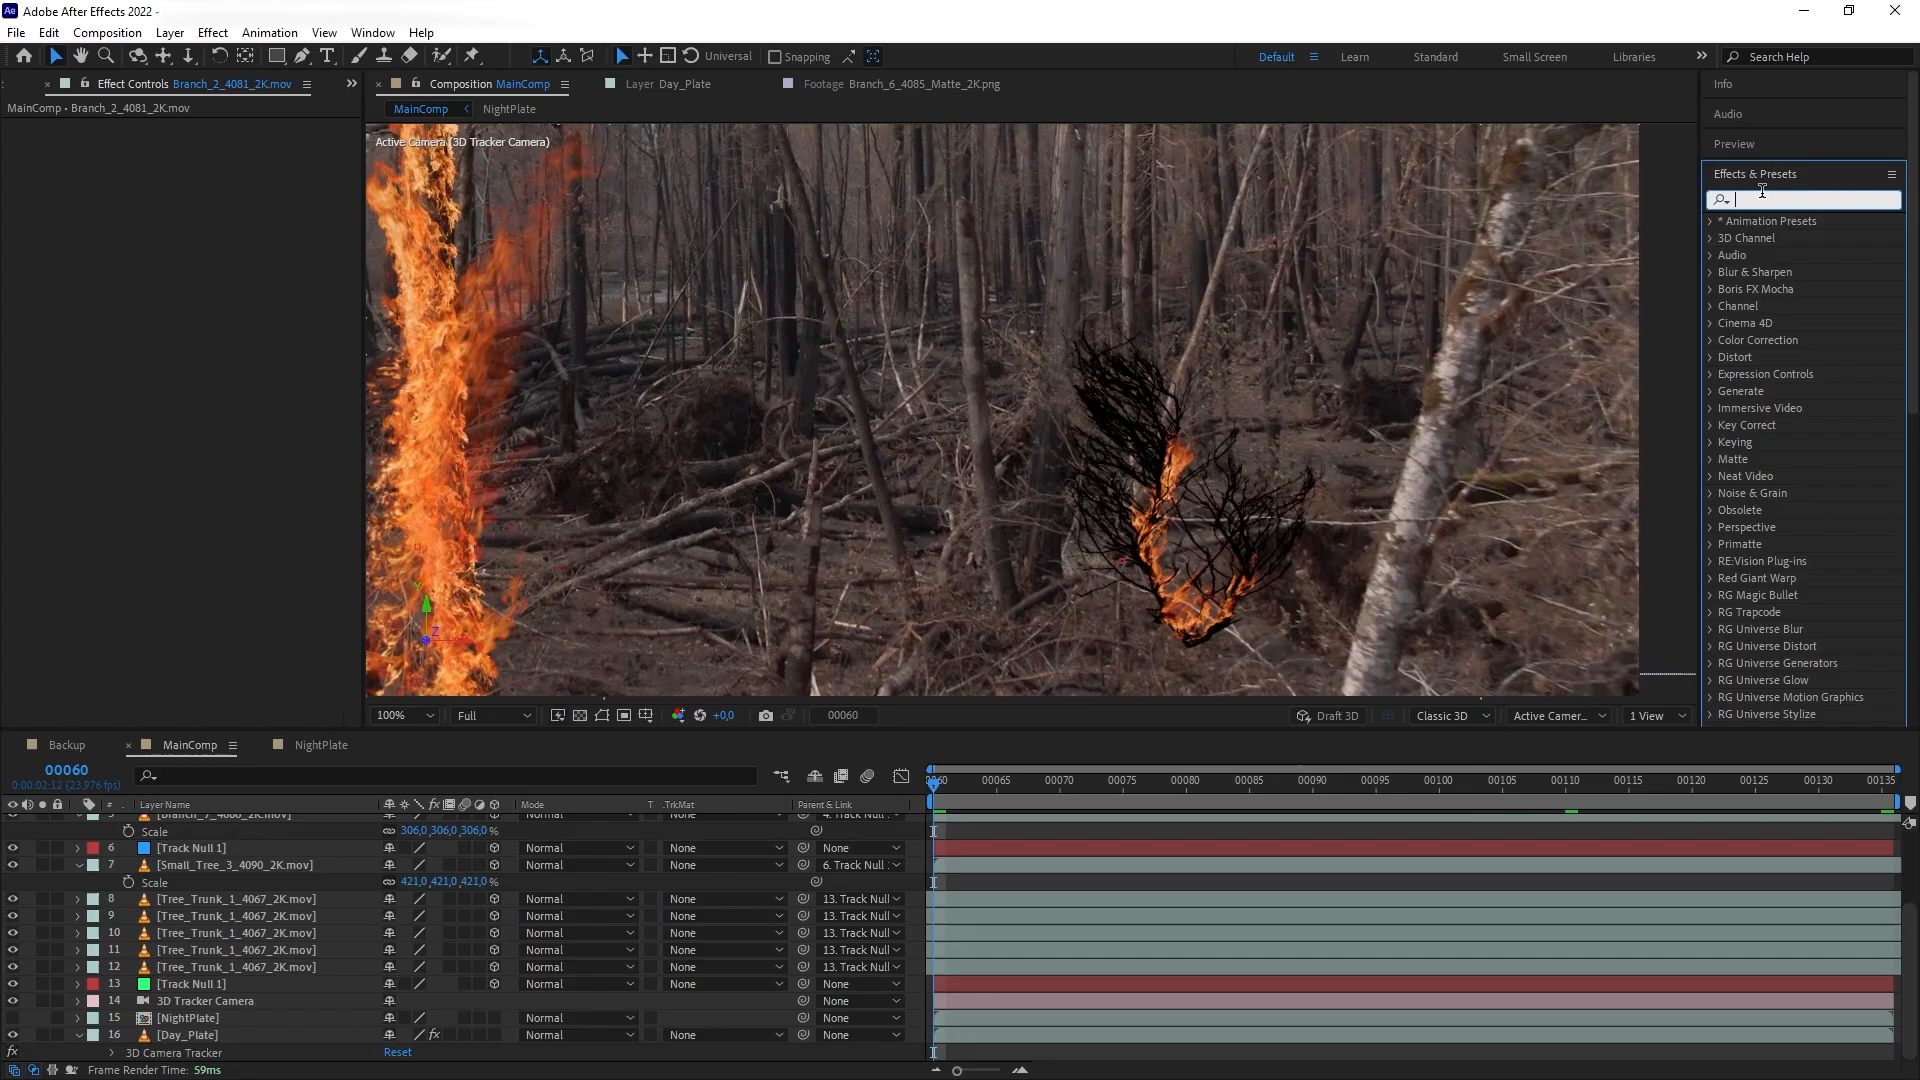 Adobe After Effects 2022 -
File Edit Composition Layer Effect Animation View Window Help
Universal Snapping Default Learn Standard Small Screen Libraries Search Help
Effect Controls Branch_2_4081_2K.mov
MainComp • Branch_2_4081_2K.mov
Composition MainComp Layer Day_Plate Footage Branch_6_4085_Matte_2K.png
MainComp NightPlate
Active Camera (3D Tracker Camera)
Info
Audio
Preview
Effects & Presets
* Animation Presets
3D Channel
Audio
Blur & Sharpen
Boris FX Mocha
Channel
Cinema 4D
Color Correction
Distort
Expression Controls
Generate
Immersive Video
Key Correct
Keying
Matte
Neat Video
Noise & Grain
Obsolete
Perspective
Primatte
RE:Vision Plug-ins
Red Giant Warp
RG Magic Bullet
RG Trapcode
RG Universe Blur
RG Universe Distort
RG Universe Generators
RG Universe Glow
RG Universe Motion Graphics
RG Universe Stylize
Y
Z
100% Full +0,0 00060 Draft 3D Classic 3D Active Camer... 1 View
Backup MainComp NightPlate
00060
0:00:02:12 (23.976 fps)
00065 00070 00075 00080 00085 00090 00095 00100 00105 00110 00115 00120 00125 00130 00135
# Layer Name Mode T .TrkMat Parent & Link
Scale 306,0,306,0,306,0 %
6 [Track Null 1] Normal None None
7 [Small_Tree_3_4090_2K.mov] Normal None 6. Track Null :
Scale 421,0,421,0,421,0 %
8 [Tree_Trunk_1_4067_2K.mov] Normal None 13. Track Null
9 [Tree_Trunk_1_4067_2K.mov] Normal None 13. Track Null
10 [Tree_Trunk_1_4067_2K.mov] Normal None 13. Track Null
11 [Tree_Trunk_1_4067_2K.mov] Normal None 13. Track Null
12 [Tree_Trunk_1_4067_2K.mov] Normal None 13. Track Null
13 [Track Null 1] Normal None None
14 3D Tracker Camera None
15 [NightPlate] Normal None
16 [Day_Plate] Normal None None
fx 3D Camera Tracker Reset
Frame Render Time: 59ms